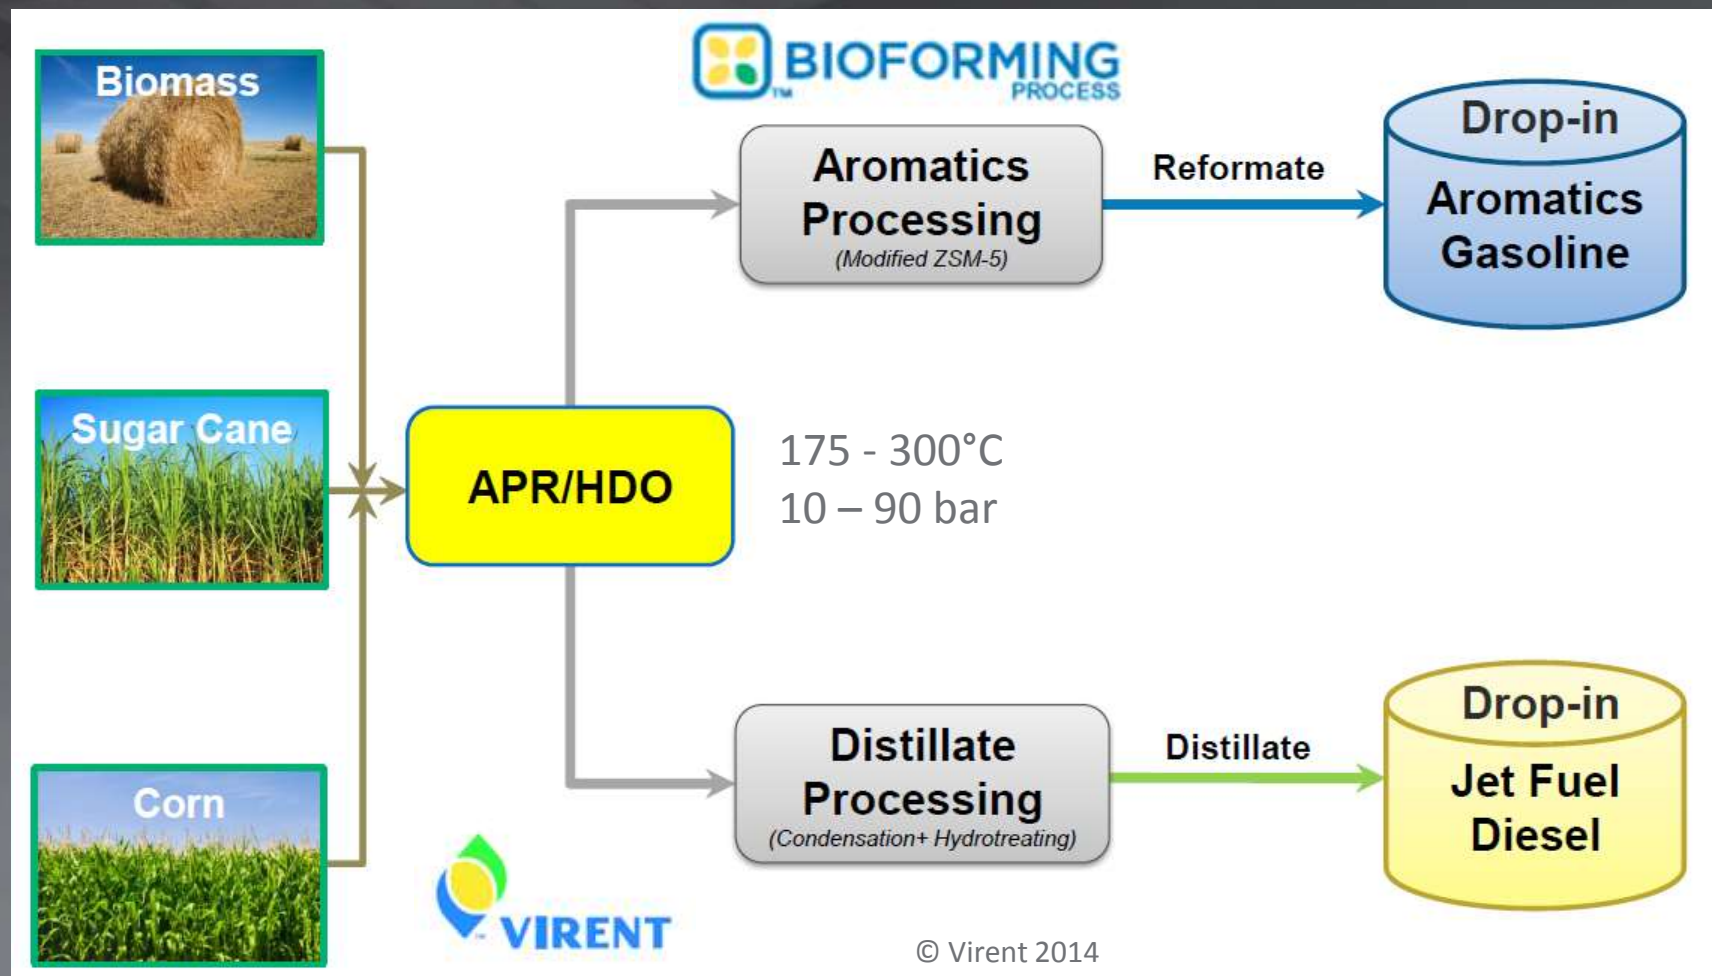 BIOFORMING
TM
PROCESS
Biomass
Sugar Cane
Corn
APR/HDO
175 - 300°C
10 – 90 bar
Aromatics
Processing
(Modified ZSM-5)
Reformate
Drop-in
Aromatics
Gasoline
Distillate
Processing
(Condensation+ Hydrotreating)
Distillate
Drop-in
Jet Fuel
Diesel
VIRENT
© Virent 2014